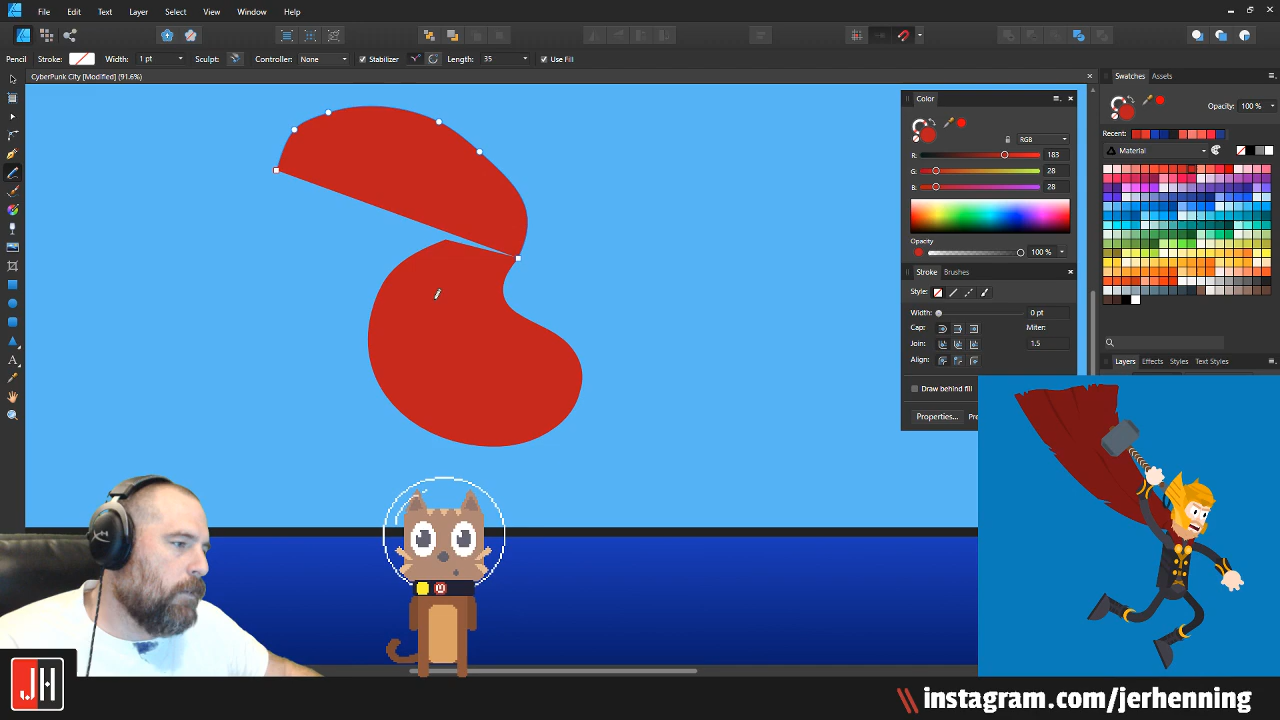 File Edit Text Layer Select View Window Help
Pencil Stroke: Width: 1 pt Sculpt: Controller: None Stabilizer Length: 35 Use Fill
CyberPunk City [Modified] (91.6%)
Color
RGB
R: 183
G: 28
B: 28
Opacity
100 %
Stroke Brushes
Style:
Width: 0 pt
Cap: Miter:
Join: 1.5
Align:
Draw behind fill
Properties... Pre
Swatches Assets
Opacity: 100 %
Recent:
Material
Layers Effects Styles Text Styles
A
JH
\\ instagram.com/jerhenning